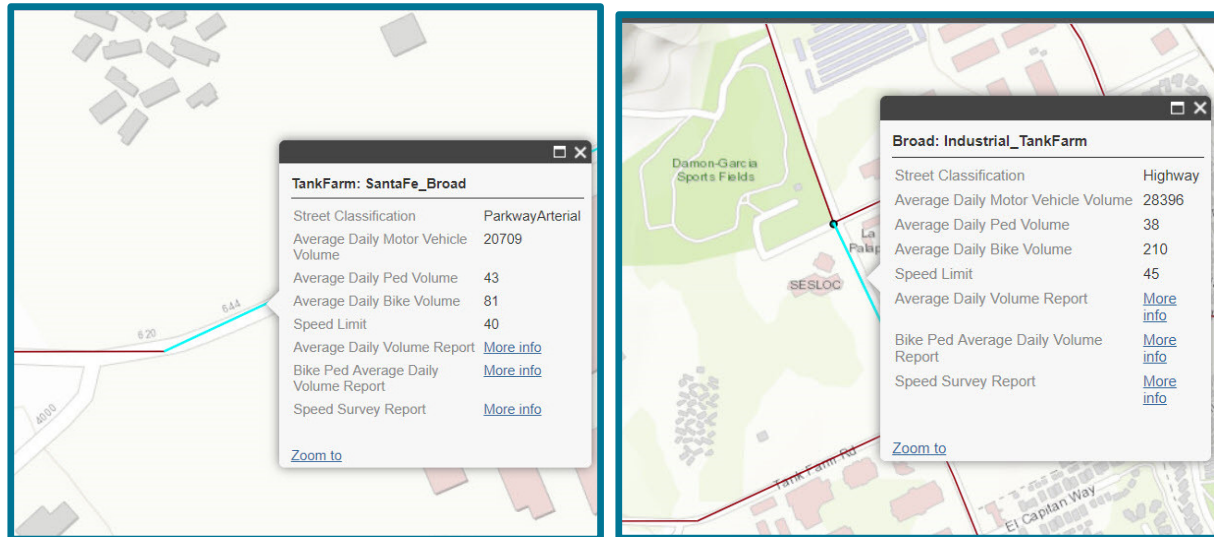 644
620
4000
TankFarm: SantaFe_Broad
Street Classification ParkwayArterial
Average Daily Motor Vehicle 20709
Volume
Average Daily Ped Volume 43
Average Daily Bike Volume 81
Speed Limit 40
Average Daily Volume Report More info
Bike Ped Average Daily More info
Volume Report
Speed Survey Report More info
Zoom to
Damon-Garcia
Sports Fields
La
SESLOC
Tank Farm Rd
El Capitan Way
Broad: Industrial_TankFarm
Street Classification Highway
Average Daily Motor Vehicle Volume 28396
Average Daily Ped Volume 38
Average Daily Bike Volume 210
Speed Limit 45
Average Daily Volume Report More
info
Bike Ped Average Daily Volume More
Report info
Speed Survey Report More
info
Zoom to